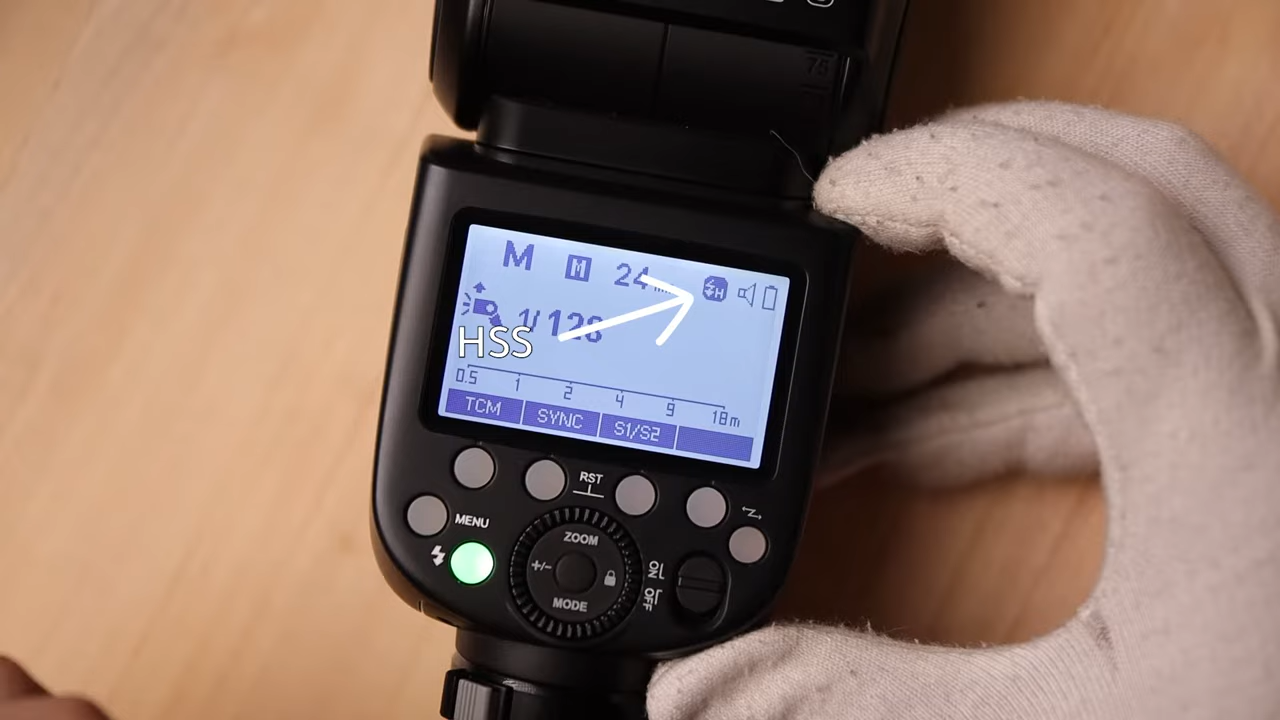 75
M M 24
1/128
HSS
0.5 1 2 4 9 18m
TCM SYNC S1/S2
RST
MENU
ZOOM
+/-
ON
OFF
MODE